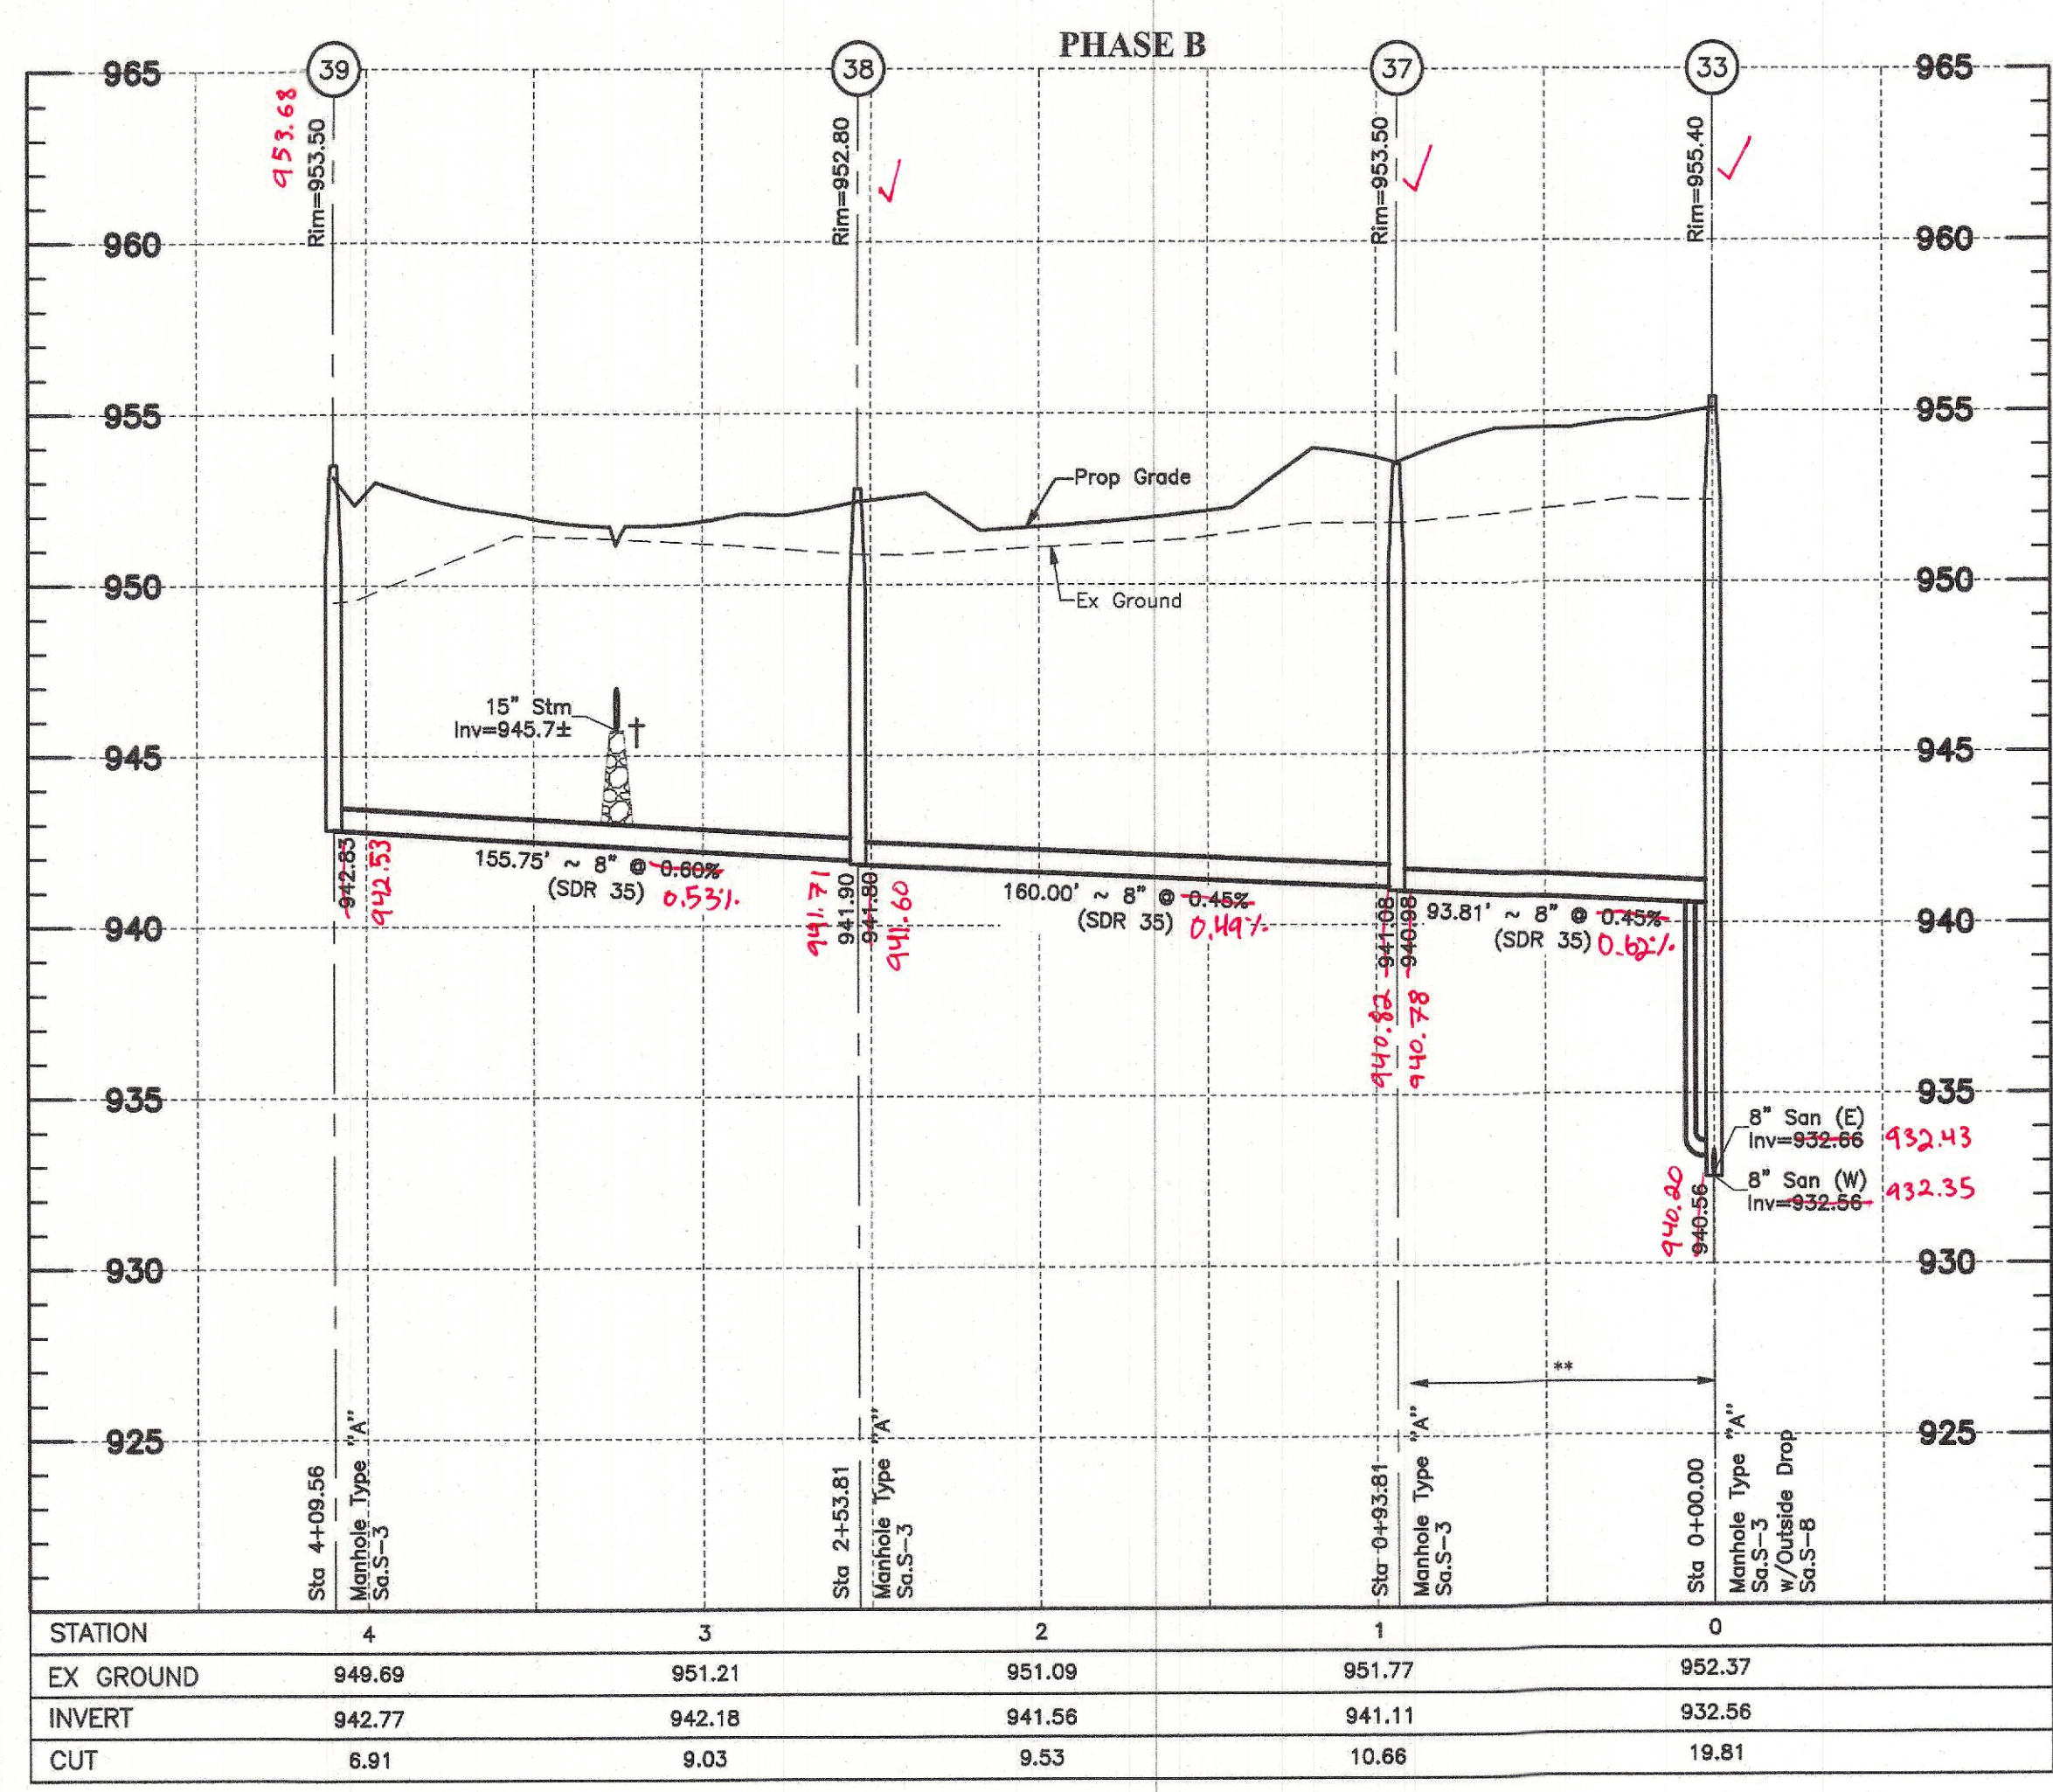 PHASE B
39
38
37
33
965
965
953.68
Rim=953.50
Rim=952.80
✓
Rim=953.50
✓
Rim=955.40
✓
960
960
955
955
Prop Grade
950
950
Ex Ground
15" Stm
Inv=945.7±
†
945
945
942.83
942.53
155.75' ~ 8" @ 0.60%
(SDR 35) 0.53%
941.71
941.90
941.80
941.60
160.00' ~ 8" @ 0.45%
(SDR 35) 0.49%
941.08
940.98
940.82
940.78
93.81' ~ 8" @ 0.45%
(SDR 35) 0.62%
940
940
935
935
8" San (E)
Inv=932.66 932.43
8" San (W)
Inv=932.56 932.35
940.20
940.56
930
930
**
925
925
Sta 4+09.56
Manhole Type "A"
Sa.S-3
Sta 2+53.81
Manhole Type "A"
Sa.S-3
Sta 0+93.81
Manhole Type "A"
Sa.S-3
Sta 0+00.00
Manhole Type "A"
Sa.S-3
w/Outside Drop
Sa.S-8
STATION 4 3 2 1 0
EX GROUND 949.69 951.21 951.09 951.77 952.37
INVERT 942.77 942.18 941.56 941.11 932.56
CUT 6.91 9.03 9.53 10.66 19.81